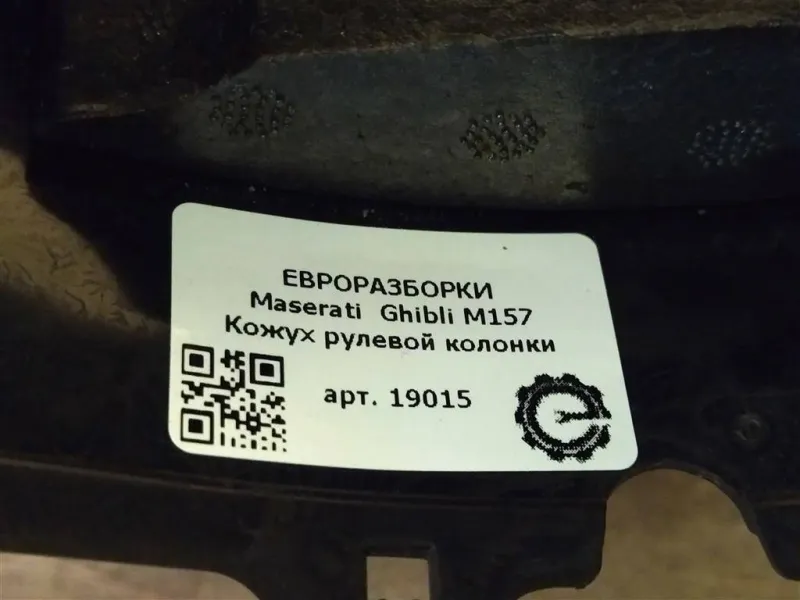 ЕВРОРАЗБОРКИ
Maserati Ghibli M157
Кожух рулевой колонки
арт. 19015